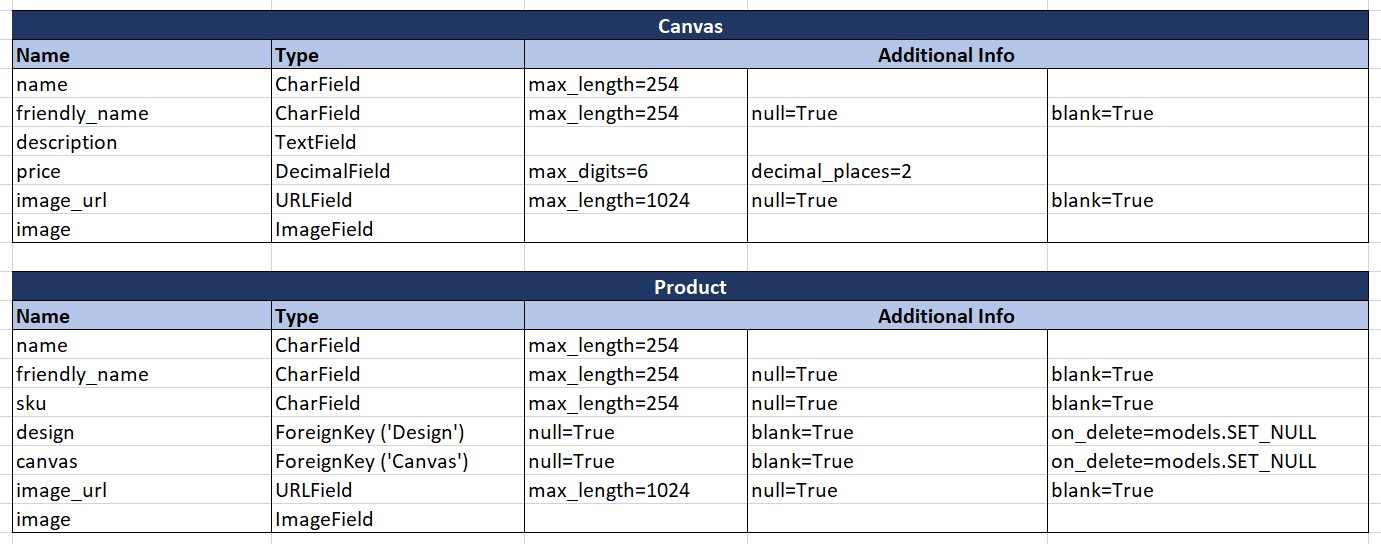 Canvas
Name Type Additional Info
name CharField max_length=254
friendly_name CharField max_length=254 null=True blank=True
description TextField
price DecimalField max_digits=6 decimal_places=2
image_url URLField max_length=1024 null=True blank=True
image ImageField
Product
Name Type Additional Info
name CharField max_length=254
friendly_name CharField max_length=254 null=True blank=True
sku CharField max_length=254 null=True blank=True
design ForeignKey ('Design') null=True blank=True on_delete=models.SET_NULL
canvas ForeignKey ('Canvas') null=True blank=True on_delete=models.SET_NULL
image_url URLField max_length=1024 null=True blank=True
image ImageField